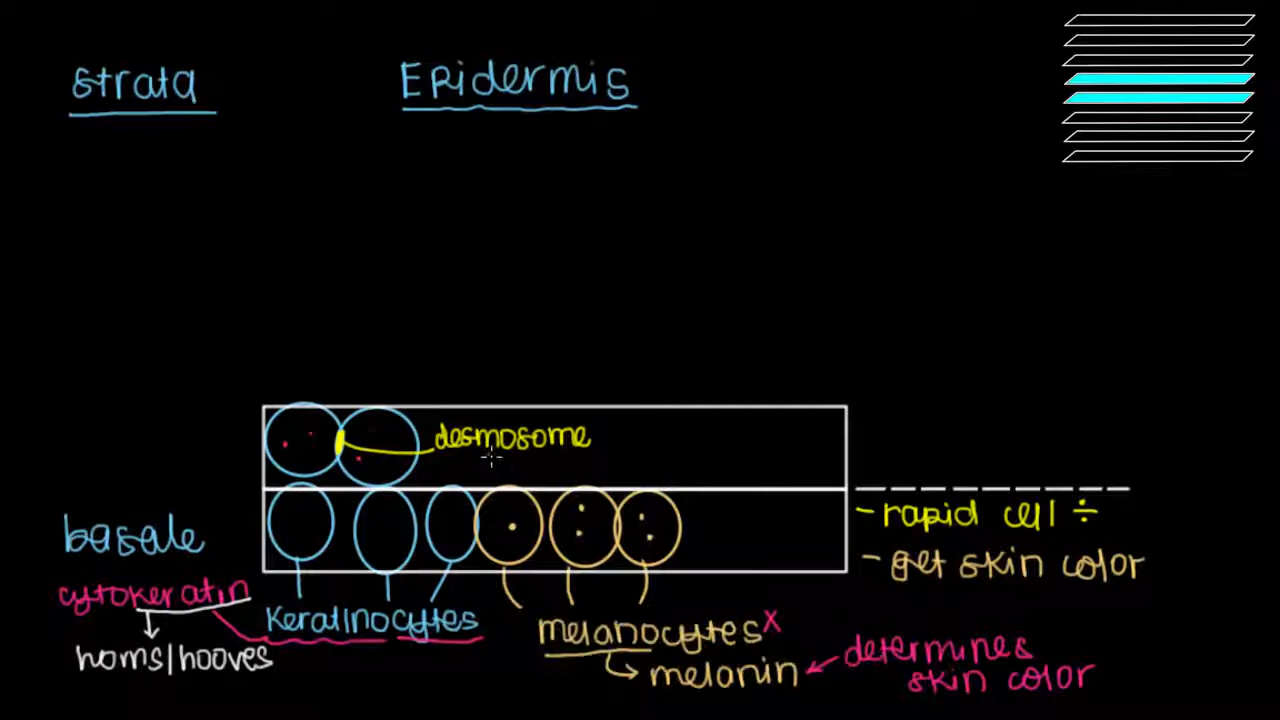 strata
Epidermis
desmosome
basale
- rapid cell ÷
- get skin color
cytokeratin
horns/hooves
Keratinocytes
melanocytes x
melanin
determines
skin color